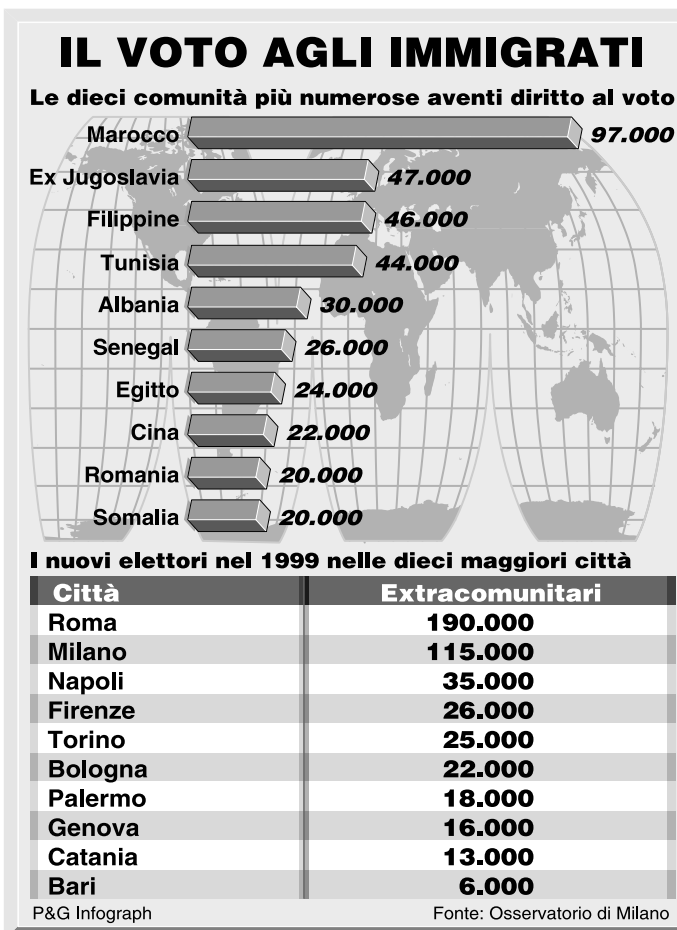 IL VOTO AGLI IMMIGRATI
Le dieci comunità più numerose aventi diritto al voto
Marocco 97.000
Ex Jugoslavia 47.000
Filippine 46.000
Tunisia 44.000
Albania 30.000
Senegal 26.000
Egitto 24.000
Cina 22.000
Romania 20.000
Somalia 20.000
I nuovi elettori nel 1999 nelle dieci maggiori città
Città Extracomunitari
Roma 190.000
Milano 115.000
Napoli 35.000
Firenze 26.000
Torino 25.000
Bologna 22.000
Palermo 18.000
Genova 16.000
Catania 13.000
Bari 6.000
P&G Infograph Fonte: Osservatorio di Milano